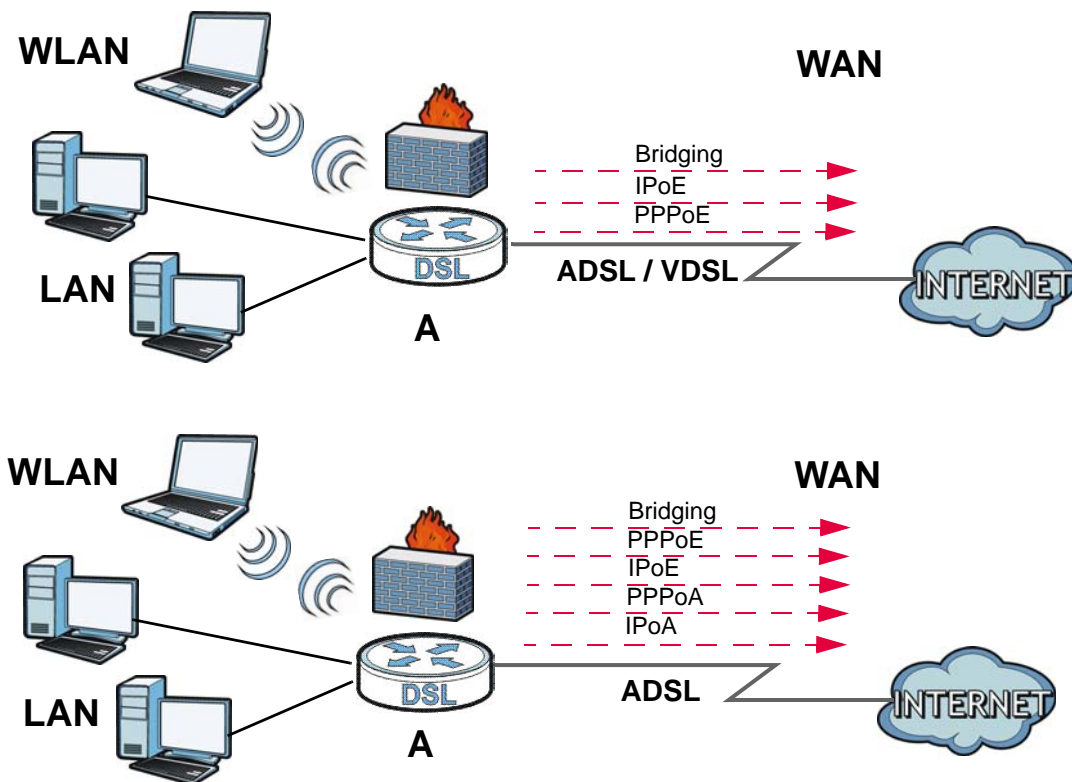 WLAN
WAN
Bridging
IPoE
PPPoE
DSL
ADSL / VDSL
INTERNET
LAN
A
WLAN
WAN
Bridging
PPPoE
IPoE
PPPoA
IPoA
DSL
ADSL
INTERNET
LAN
A